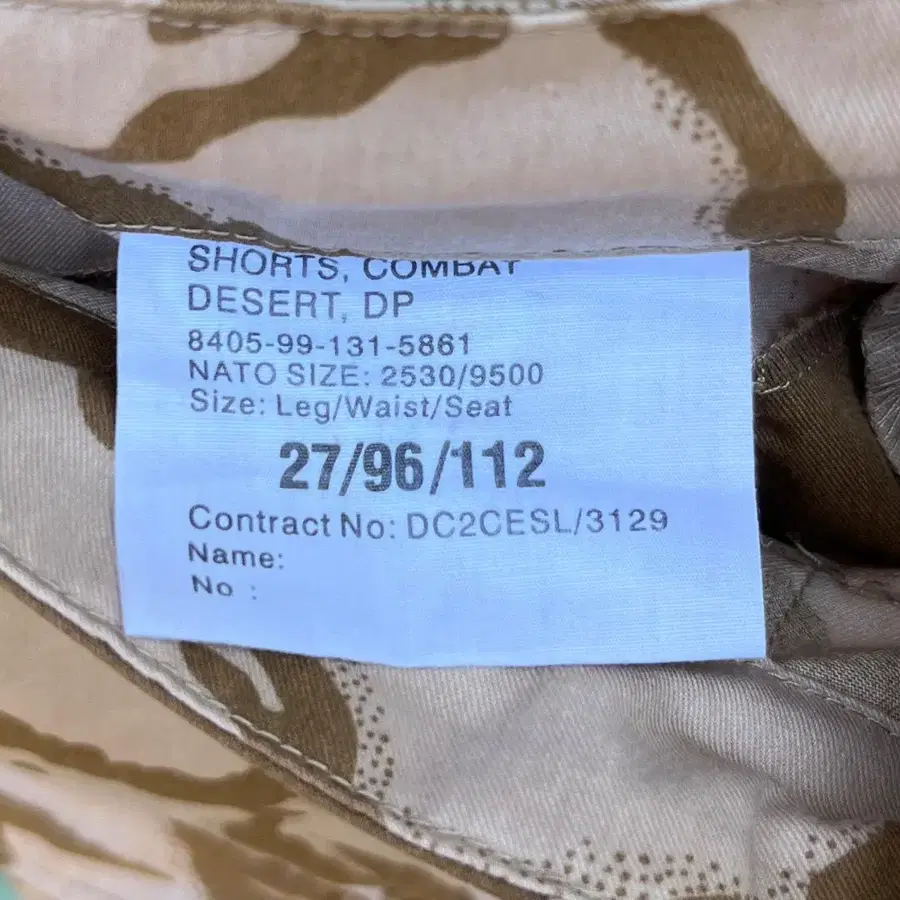 SHORTS, COMBAT
DESERT, DP
8405-99-131-5861
NATO SIZE: 2530/9500
Size: Leg/Waist/Seat
27/96/112
Contract No: DC2CESL/3129
Name:
No :